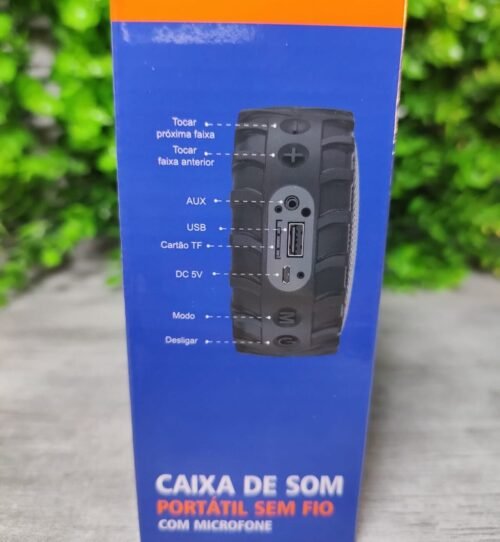 Tocar
próxima faixa
Tocar
faixa anterior
AUX
USB
Cartão TF
DC 5V
Modo
Desligar
M
CAIXA DE SOM
PORTÁTIL SEM FIO
COM MICROFONE